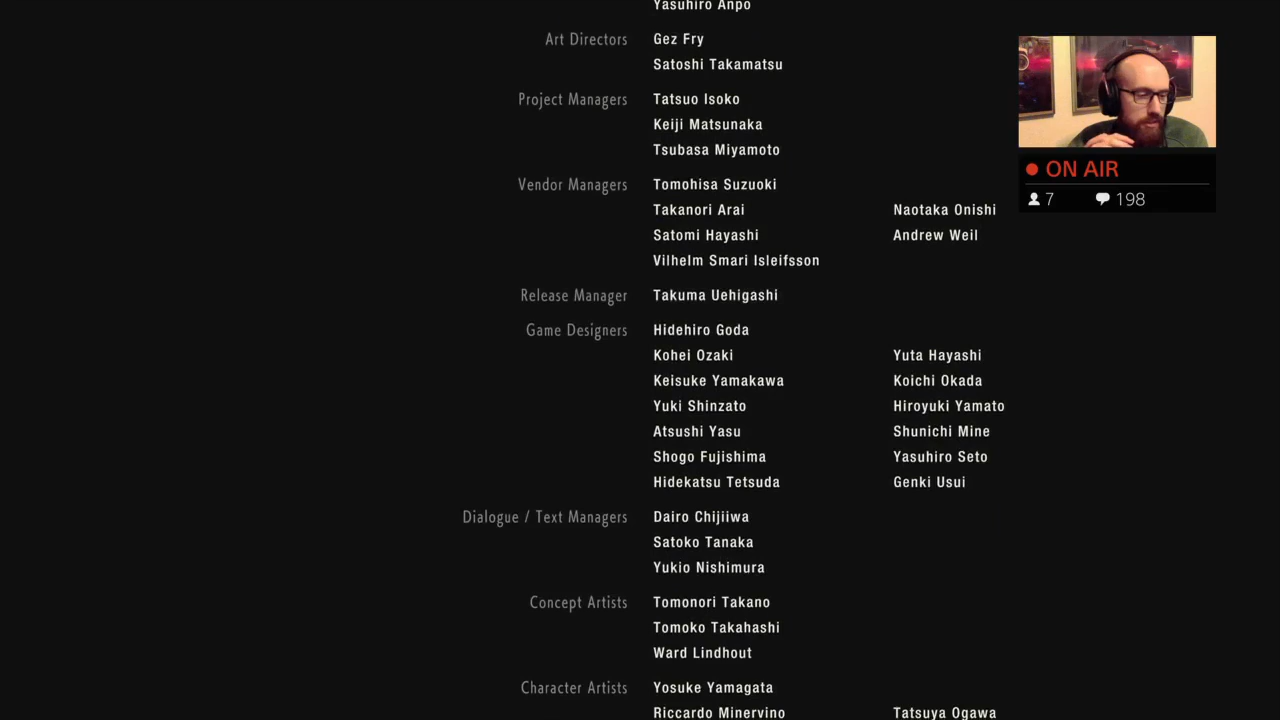 Yasuhiro Anpo
Art Directors Gez Fry
Satoshi Takamatsu
Project Managers Tatsuo Isoko
Keiji Matsunaka
Tsubasa Miyamoto
Vendor Managers Tomohisa Suzuoki
Takanori Arai Naotaka Onishi
Satomi Hayashi Andrew Weil
Vilhelm Smari Isleifsson
Release Manager Takuma Uehigashi
Game Designers Hidehiro Goda
Kohei Ozaki Yuta Hayashi
Keisuke Yamakawa Koichi Okada
Yuki Shinzato Hiroyuki Yamato
Atsushi Yasu Shunichi Mine
Shogo Fujishima Yasuhiro Seto
Hidekatsu Tetsuda Genki Usui
Dialogue / Text Managers Dairo Chijiiwa
Satoko Tanaka
Yukio Nishimura
Concept Artists Tomonori Takano
Tomoko Takahashi
Ward Lindhout
Character Artists Yosuke Yamagata
Riccardo Minervino Tatsuya Ogawa
ON AIR
7 198